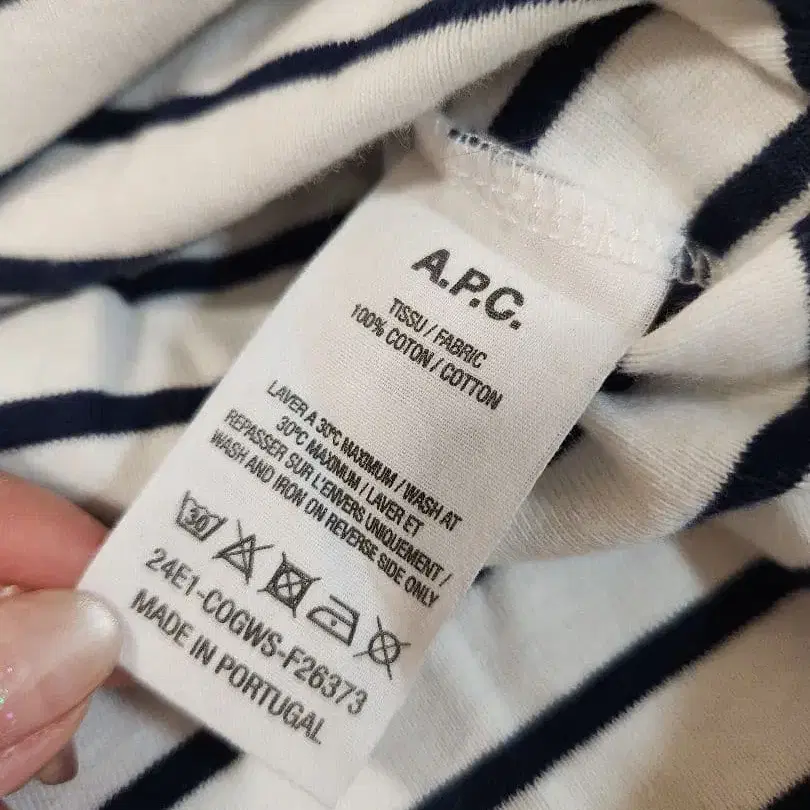 A.P.C.
TISSU / FABRIC
100% COTON / COTTON
LAVER A 30°C MAXIMUM / WASH AT
30°C MAXIMUM / LAVER ET
REPASSER SUR L'ENVERS UNIQUEMENT /
WASH AND IRON ON REVERSE SIDE ONLY
30
24E1-COGWS-F26373
MADE IN PORTUGAL